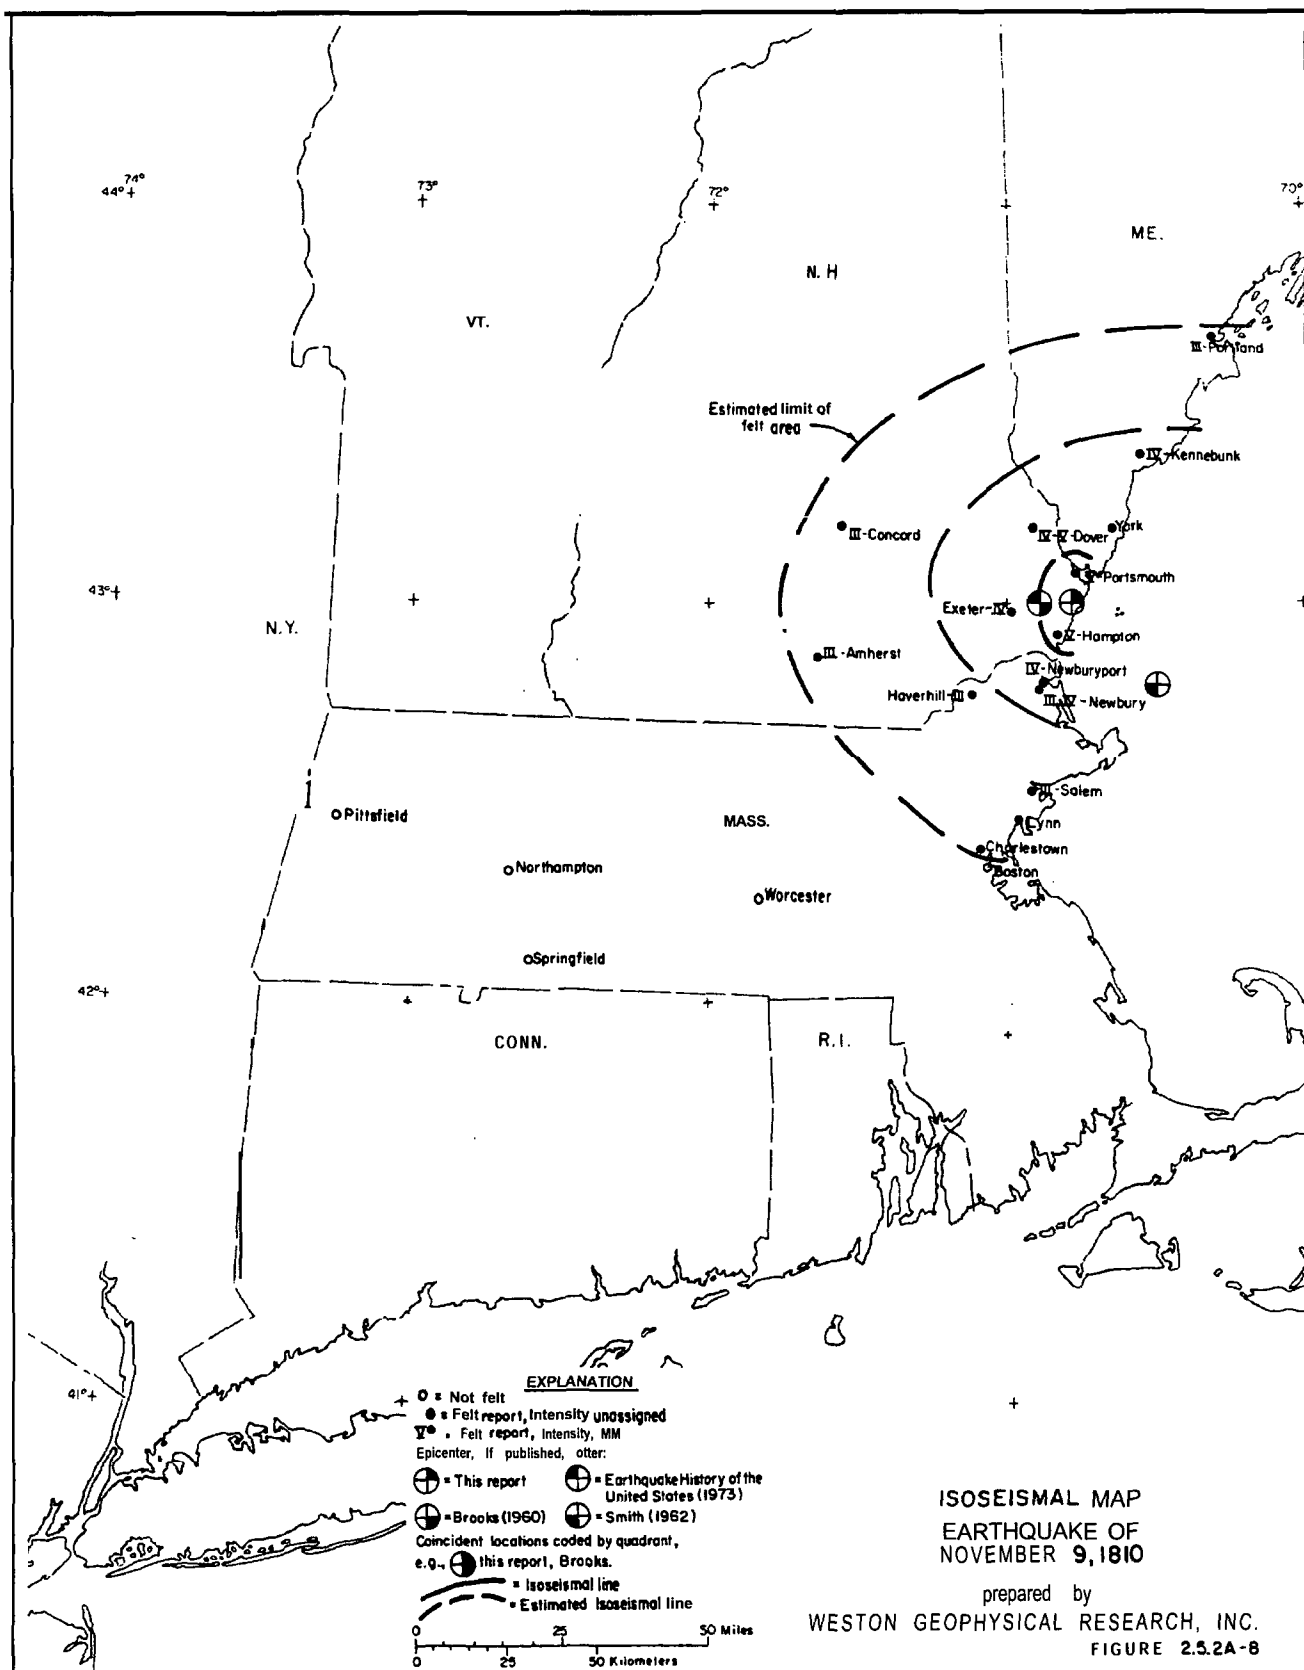 74°
44°
73°
72°
70°
ME.
N. H
VT.
III-Portland
Estimated limit of
felt area
IV-Kennebunk
III-Concord
IV-V-Dover
York
43°
V-Portsmouth
Exeter-IV
N.Y.
V-Hampton
III-Amherst
IV-Newburyport
Haverhill-III
III-IV-Newbury
III-Salem
Pittsfield
MASS.
Lynn
Charlestown
Northampton
Boston
Worcester
Springfield
42°
CONN.
R.I.
41°
EXPLANATION
O = Not felt
● = Felt report, Intensity unassigned
V● . Felt report, Intensity, MM
Epicenter, If published, otter:
= This report
= Earthquake History of the
United States (1973)
= Brooks (1960)
= Smith (1962)
Coincident locations coded by quadrant,
e.g., this report, Brooks.
= Isoseismal line
= Estimated Isoseismal line
0 25 50 Miles
0 25 50 Kilometers
ISOSEISMAL MAP
EARTHQUAKE OF
NOVEMBER 9, 1810
prepared by
WESTON GEOPHYSICAL RESEARCH, INC.
FIGURE 2.5.2A-8